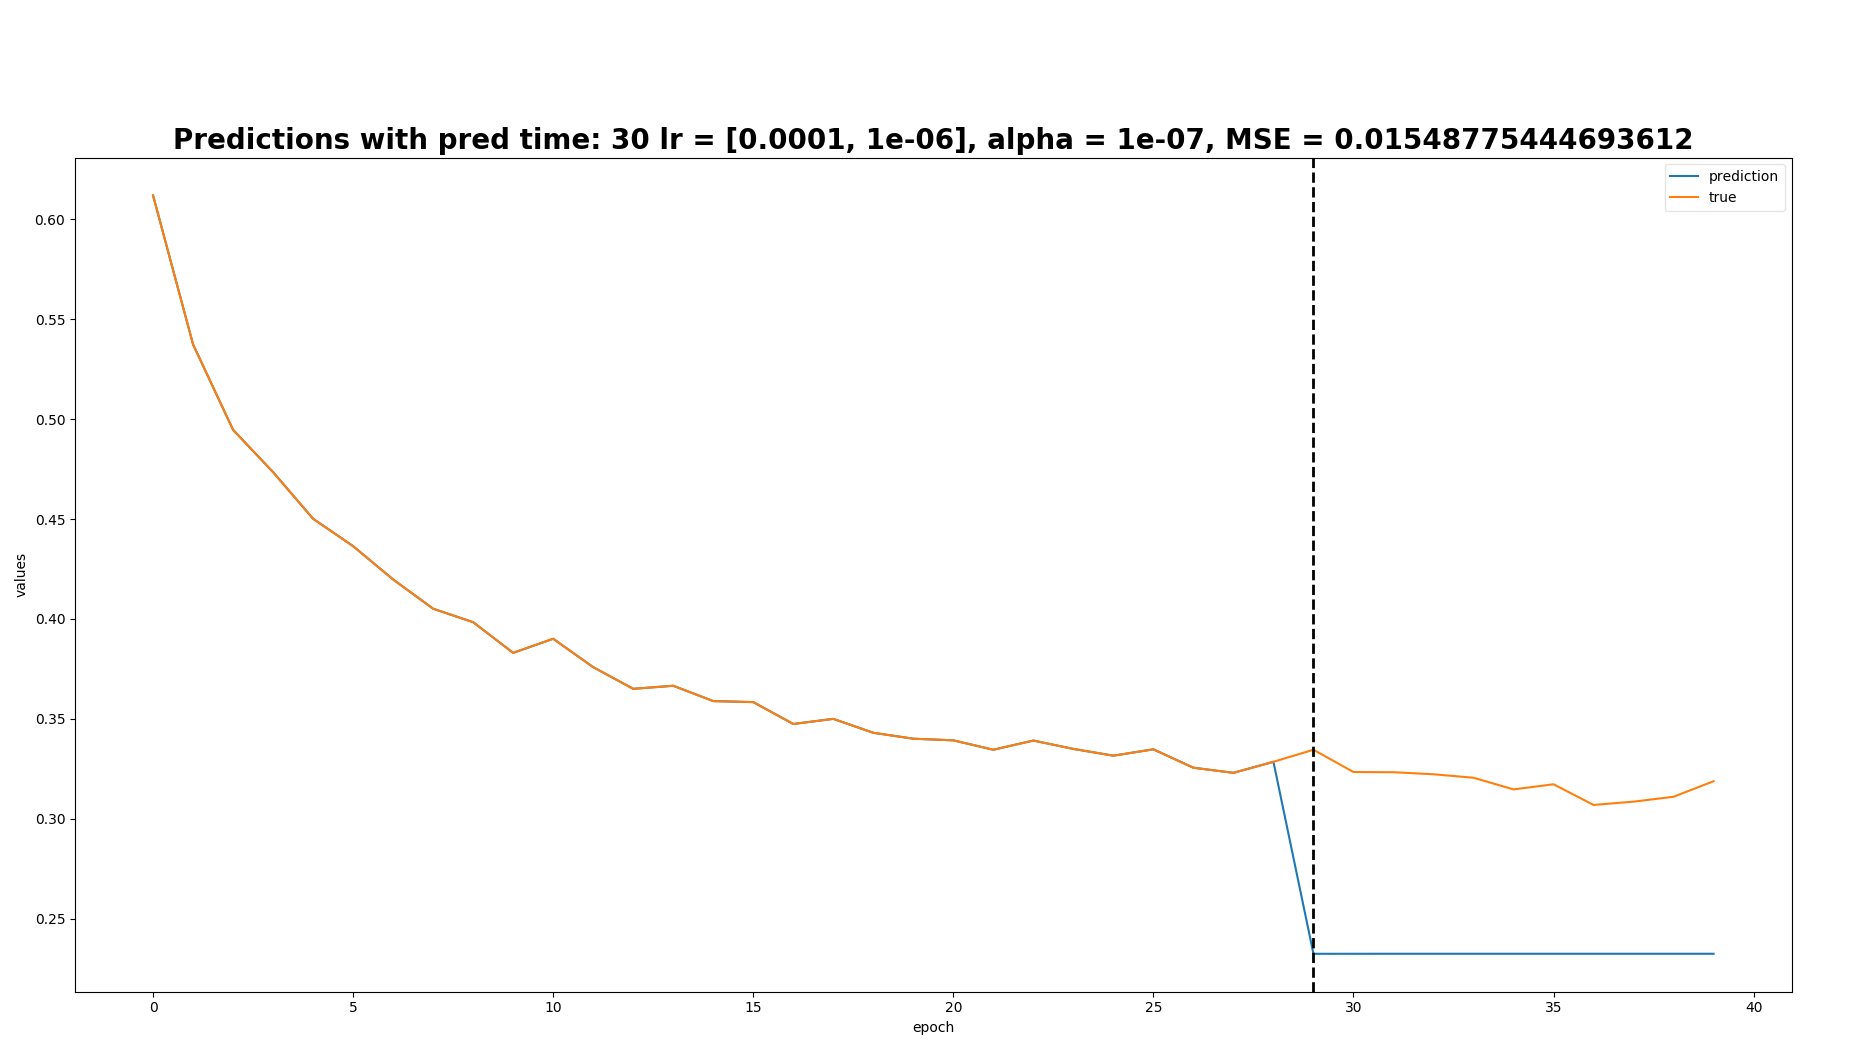 Predictions with pred time: 30 lr = [0.0001, 1e-06], alpha = 1e-07, MSE = 0.01548775444693612
prediction
true
0.60
0.55
0.50
0.45
0.40
0.35
0.30
0.25
values
0 5 10 15 20 25 30 35 40
epoch